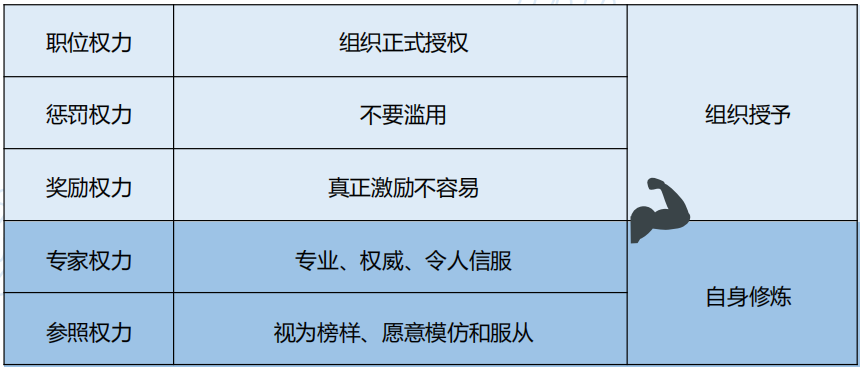 职位权力
组织正式授权
惩罚权力
不要滥用
组织授予
奖励权力
真正激励不容易
专家权力
专业、权威、令人信服
自身修炼
参照权力
视为榜样、愿意模仿和服从